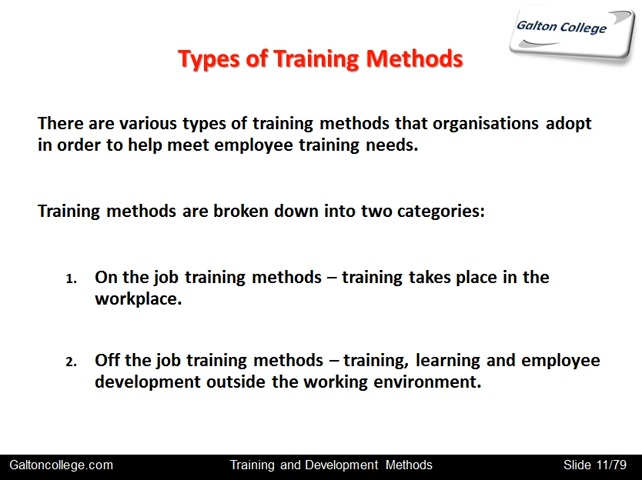 Galton College
Types of Training Methods
There are various types of training methods that organisations adopt
in order to help meet employee training needs.
Training methods are broken down into two categories:
1. On the job training methods – training takes place in the
workplace.
2. Off the job training methods – training, learning and employee
development outside the working environment.
Galtoncollege.com Training and Development Methods Slide 11/79